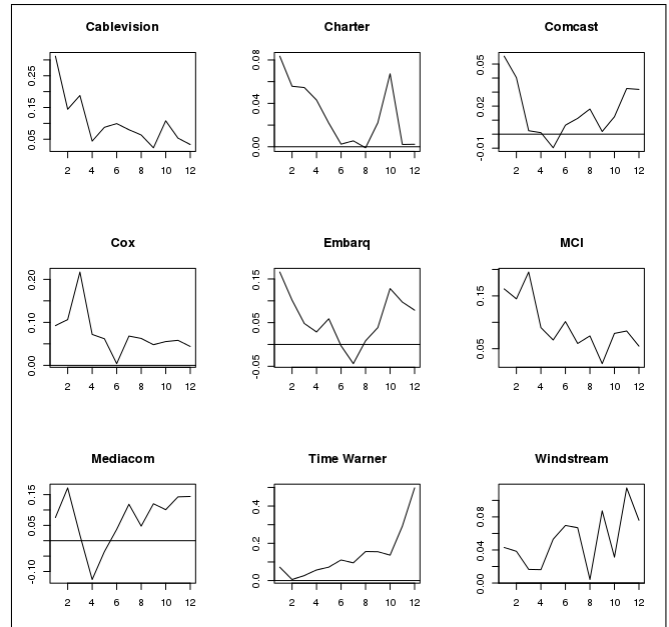 Cablevision
0.05 0.15 0.25
2 4 6 8 10 12
Charter
0.00 0.04 0.08
2 4 6 8 10 12
Comcast
-0.01 0.02 0.05
2 4 6 8 10 12
Cox
0.00 0.10 0.20
2 4 6 8 10 12
Embarq
-0.05 0.05 0.15
2 4 6 8 10 12
MCI
0.05 0.15
2 4 6 8 10 12
Mediacom
-0.10 0.05 0.15
2 4 6 8 10 12
Time Warner
0.0 0.2 0.4
2 4 6 8 10 12
Windstream
0.00 0.04 0.08
2 4 6 8 10 12